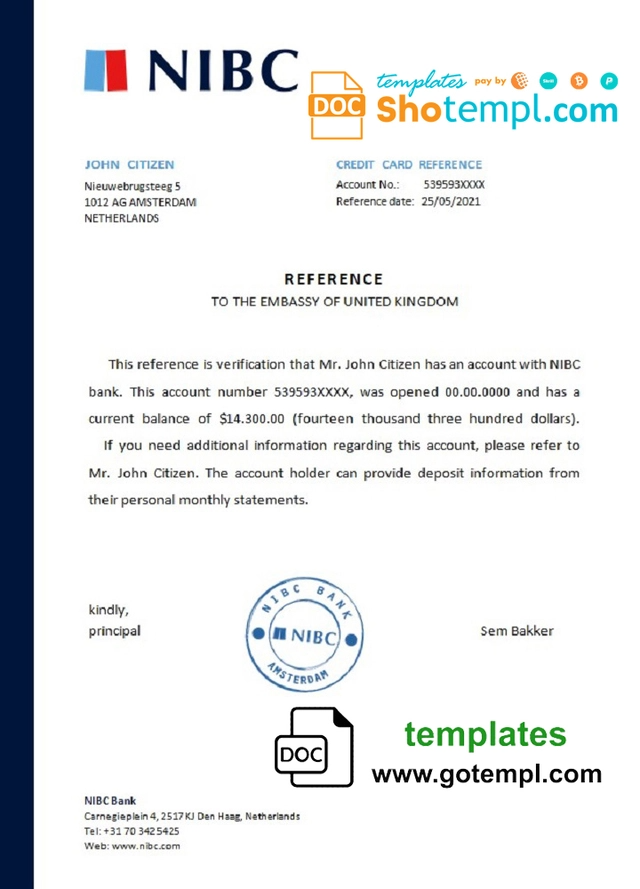 NIBC
templates pay by
DOC
Shotempl.com
JOHN CITIZEN
Nieuwebrugsteeg 5
1012 AG AMSTERDAM
NETHERLANDS
CREDIT CARD REFERENCE
Account No.: 539593XXXX
Reference date: 25/05/2021
REFERENCE
TO THE EMBASSY OF UNITED KINGDOM
This reference is verification that Mr. John Citizen has an account with NIBC
bank. This account number 539593XXXX, was opened 00.00.0000 and has a
current balance of $14.300.00 (fourteen thousand three hundred dollars).
If you need additional information regarding this account, please refer to
Mr. John Citizen. The account holder can provide deposit information from
their personal monthly statements.
kindly,
principal
NIBC BANK
NIBC
AMSTERDAM
Sem Bakker
DOC
templates
www.gotempl.com
NIBC Bank
Carnegieplein 4, 2517 KJ Den Haag, Netherlands
Tel: +31 70 342 5425
Web: www.nibc.com